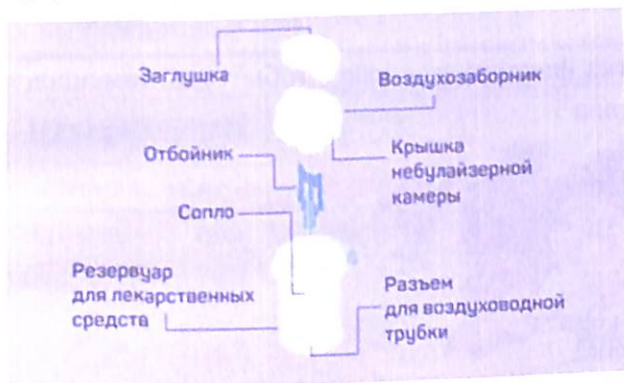 Заглушка
Воздухозаборник
Отбойник
Крышка
небулайзерной
камеры
Сопло
Резервуар
для лекарственных
средств
Разъем
для воздуховодной
трубки